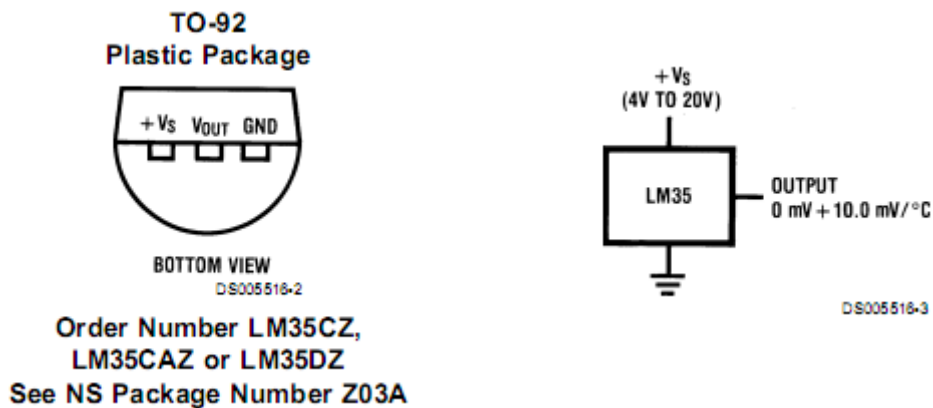 TO-92
Plastic Package
+VS VOUT GND
BOTTOM VIEW
DS005516-2
Order Number LM35CZ,
LM35CAZ or LM35DZ
See NS Package Number Z03A
+VS
(4V TO 20V)
LM35
OUTPUT
0 mV + 10.0 mV/°C
DS005516-3